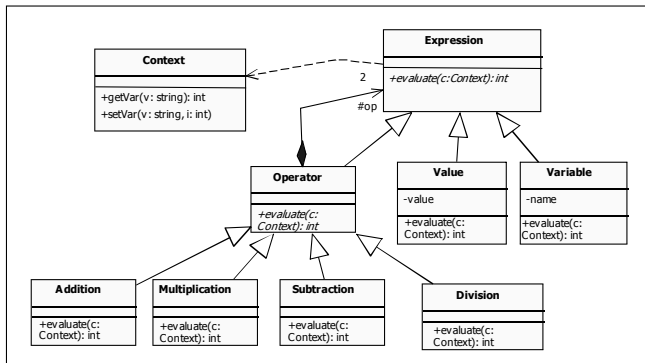 Expression
+evaluate(c:Context): int
Context
+getVar(v: string): int
+setVar(v: string, i: int)
2
#op
Operator
+evaluate(c:
Context): int
Value
-value
+evaluate(c:
Context): int
Variable
-name
+evaluate(c:
Context): int
Addition
+evaluate(c:
Context): int
Multiplication
+evaluate(c:
Context): int
Subtraction
+evaluate(c:
Context): int
Division
+evaluate(c:
Context): int